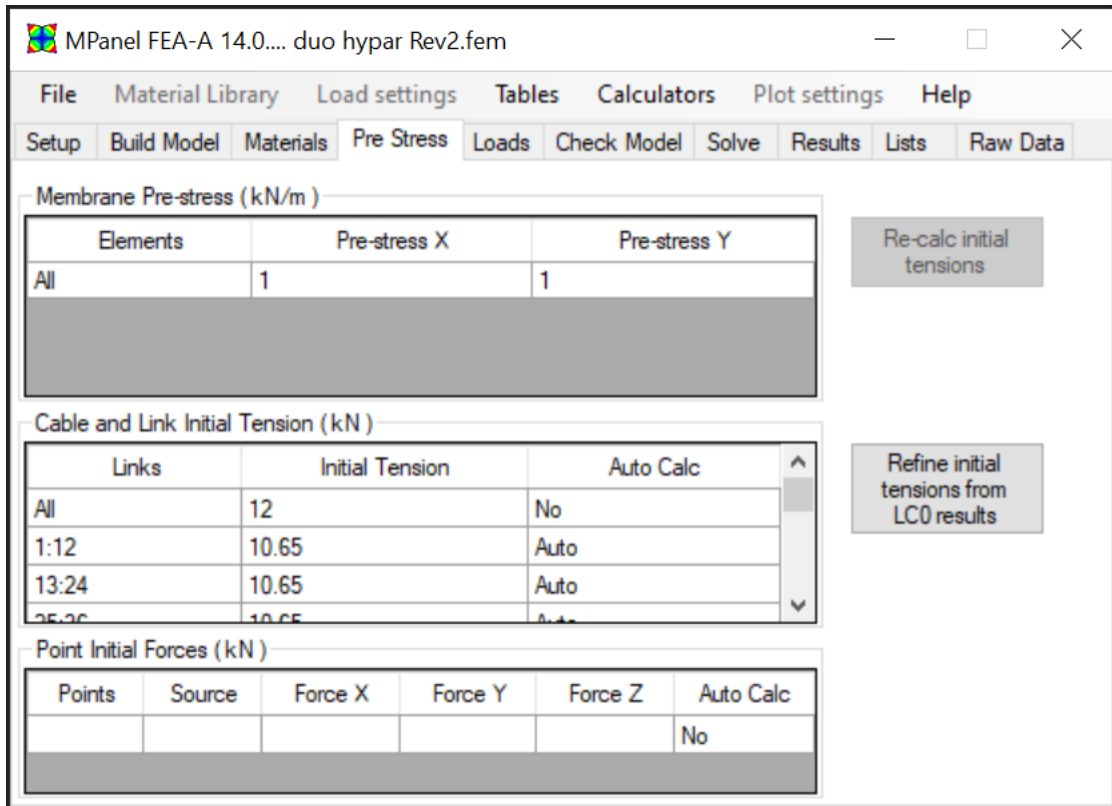 MPanel FEA-A 14.0.... duo hypar Rev2.fem
File Material Library Load settings Tables Calculators Plot settings Help
Setup Build Model Materials Pre Stress Loads Check Model Solve Results Lists Raw Data
Membrane Pre-stress ( kN/m )
Elements Pre-stress X Pre-stress Y
All 1 1
Re-calc initial
tensions
Cable and Link Initial Tension ( kN )
Links Initial Tension Auto Calc
All 12 No
1:12 10.65 Auto
13:24 10.65 Auto
Refine initial
tensions from
LC0 results
Point Initial Forces ( kN )
Points Source Force X Force Y Force Z Auto Calc
No